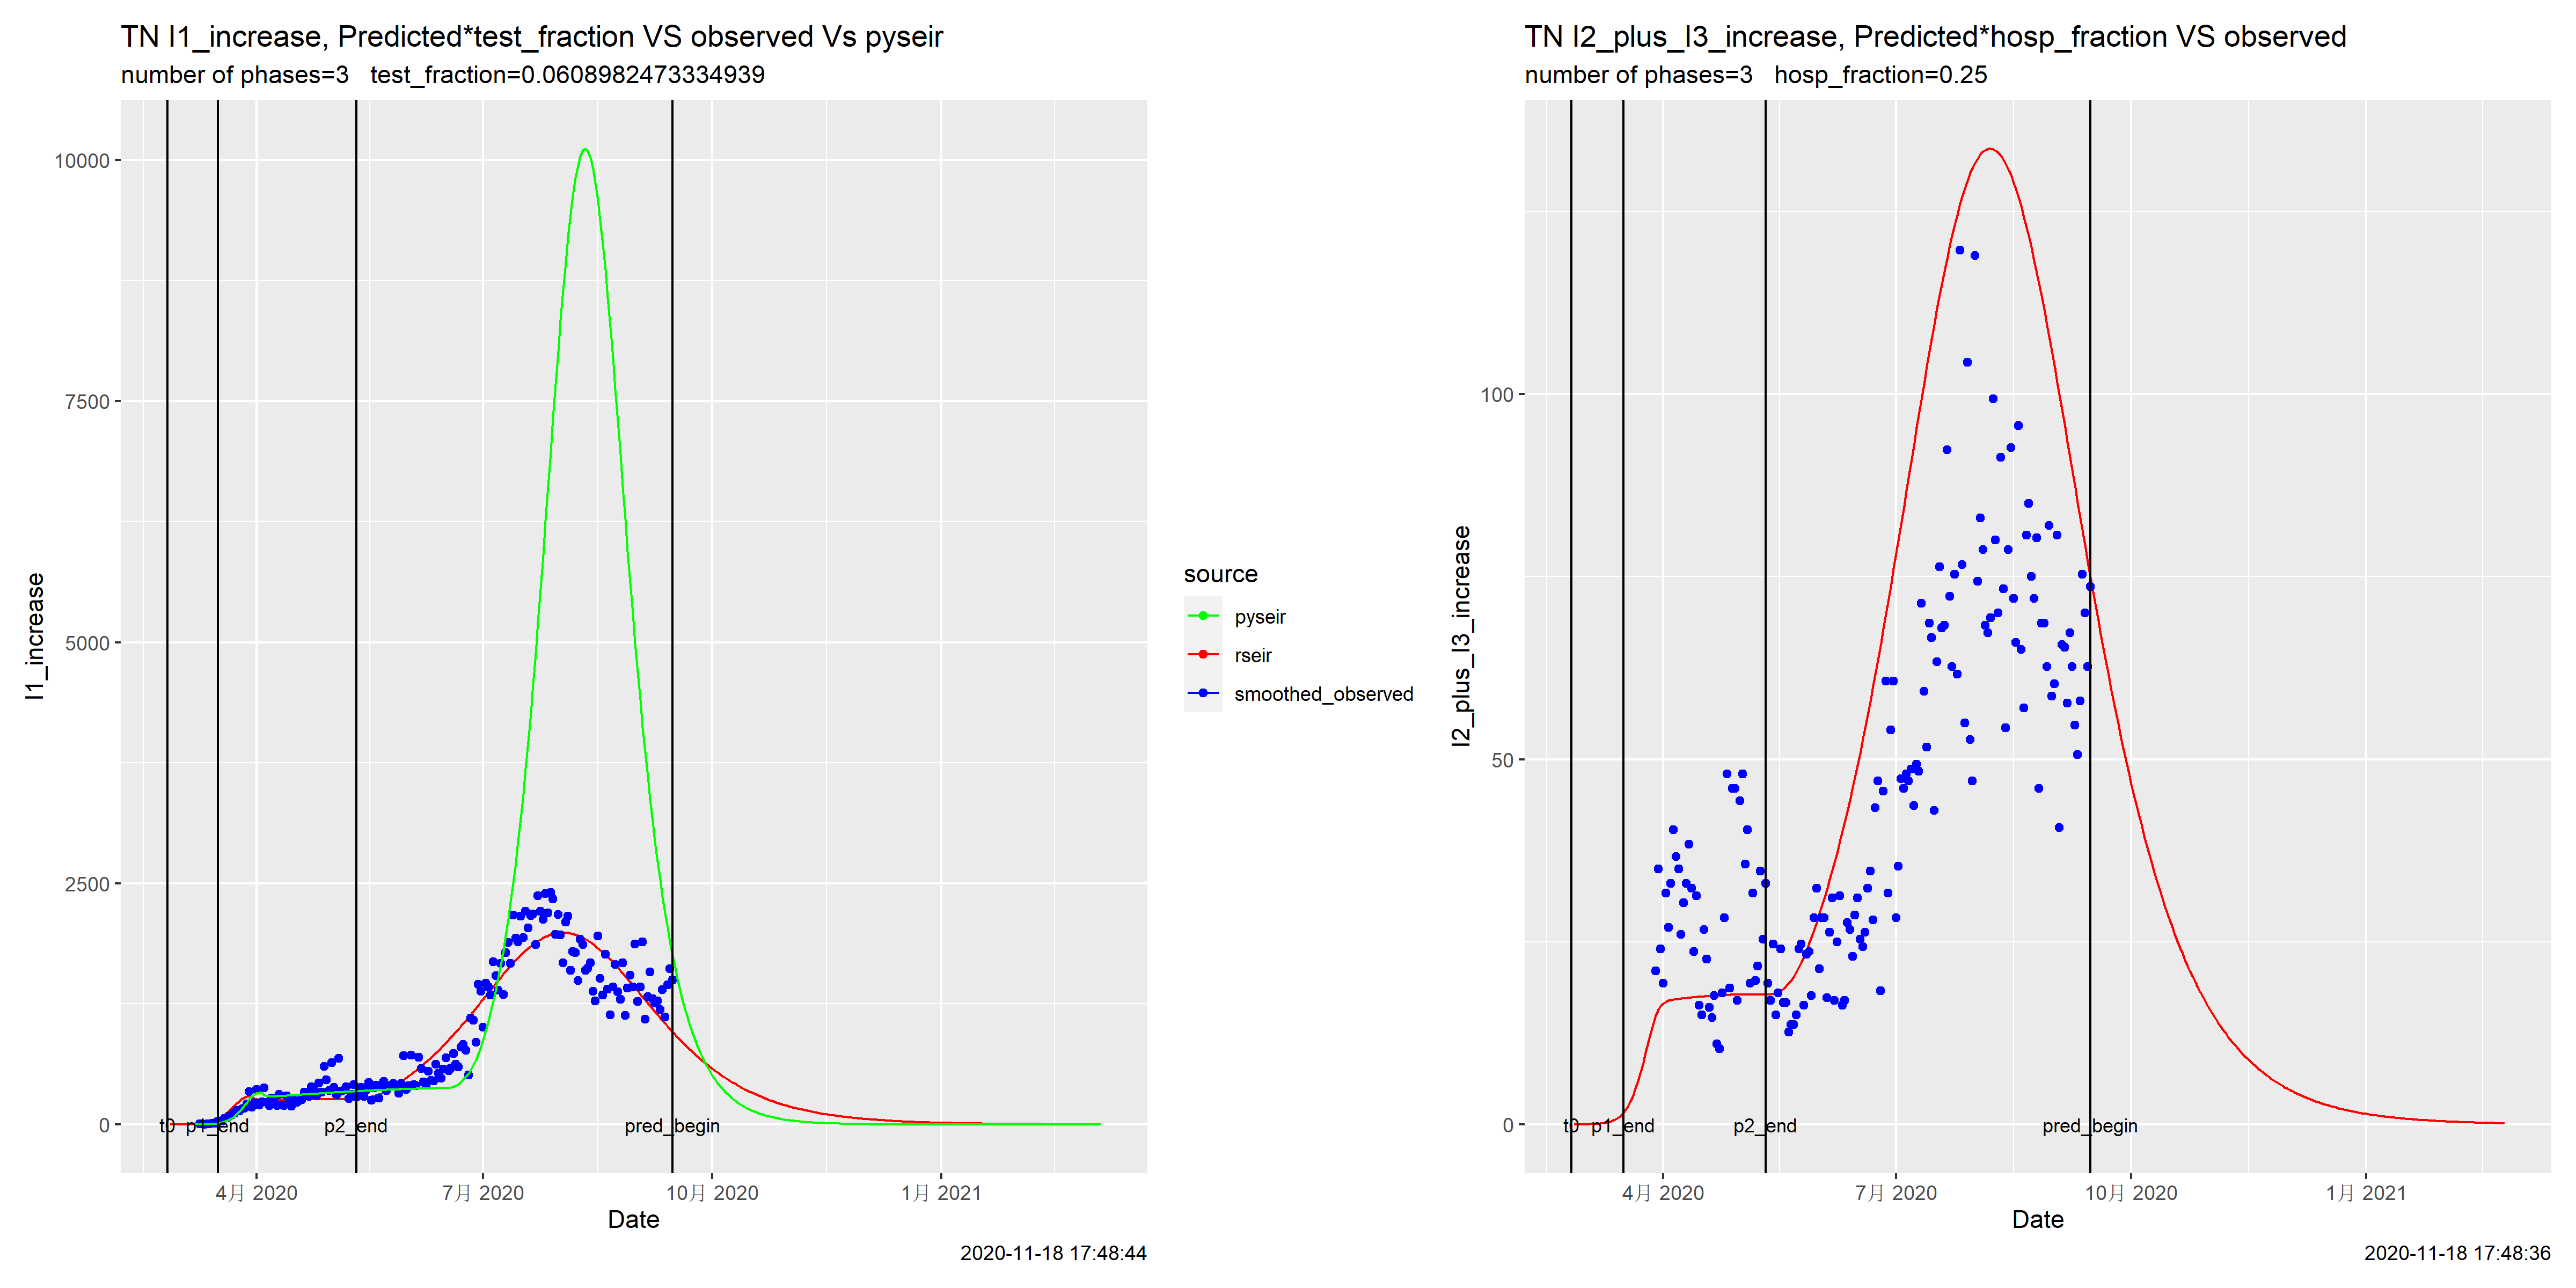 TN I1_increase, Predicted*test_fraction VS observed Vs pyseir
number of phases=3   test_fraction=0.0608982473334939
I1_increase
10000
7500
5000
2500
0
t0 p1_end p2_end pred_begin
4月 2020 7月 2020 10月 2020 1月 2021
Date
2020-11-18 17:48:44
source
pyseir
rseir
smoothed_observed
TN I2_plus_I3_increase, Predicted*hosp_fraction VS observed
number of phases=3   hosp_fraction=0.25
I2_plus_I3_increase
100
50
0
t0 p1_end p2_end pred_begin
4月 2020 7月 2020 10月 2020 1月 2021
Date
2020-11-18 17:48:36